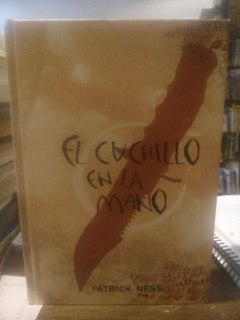 EL CUCHILLO
EN LA
MANO
PATRICK NESS